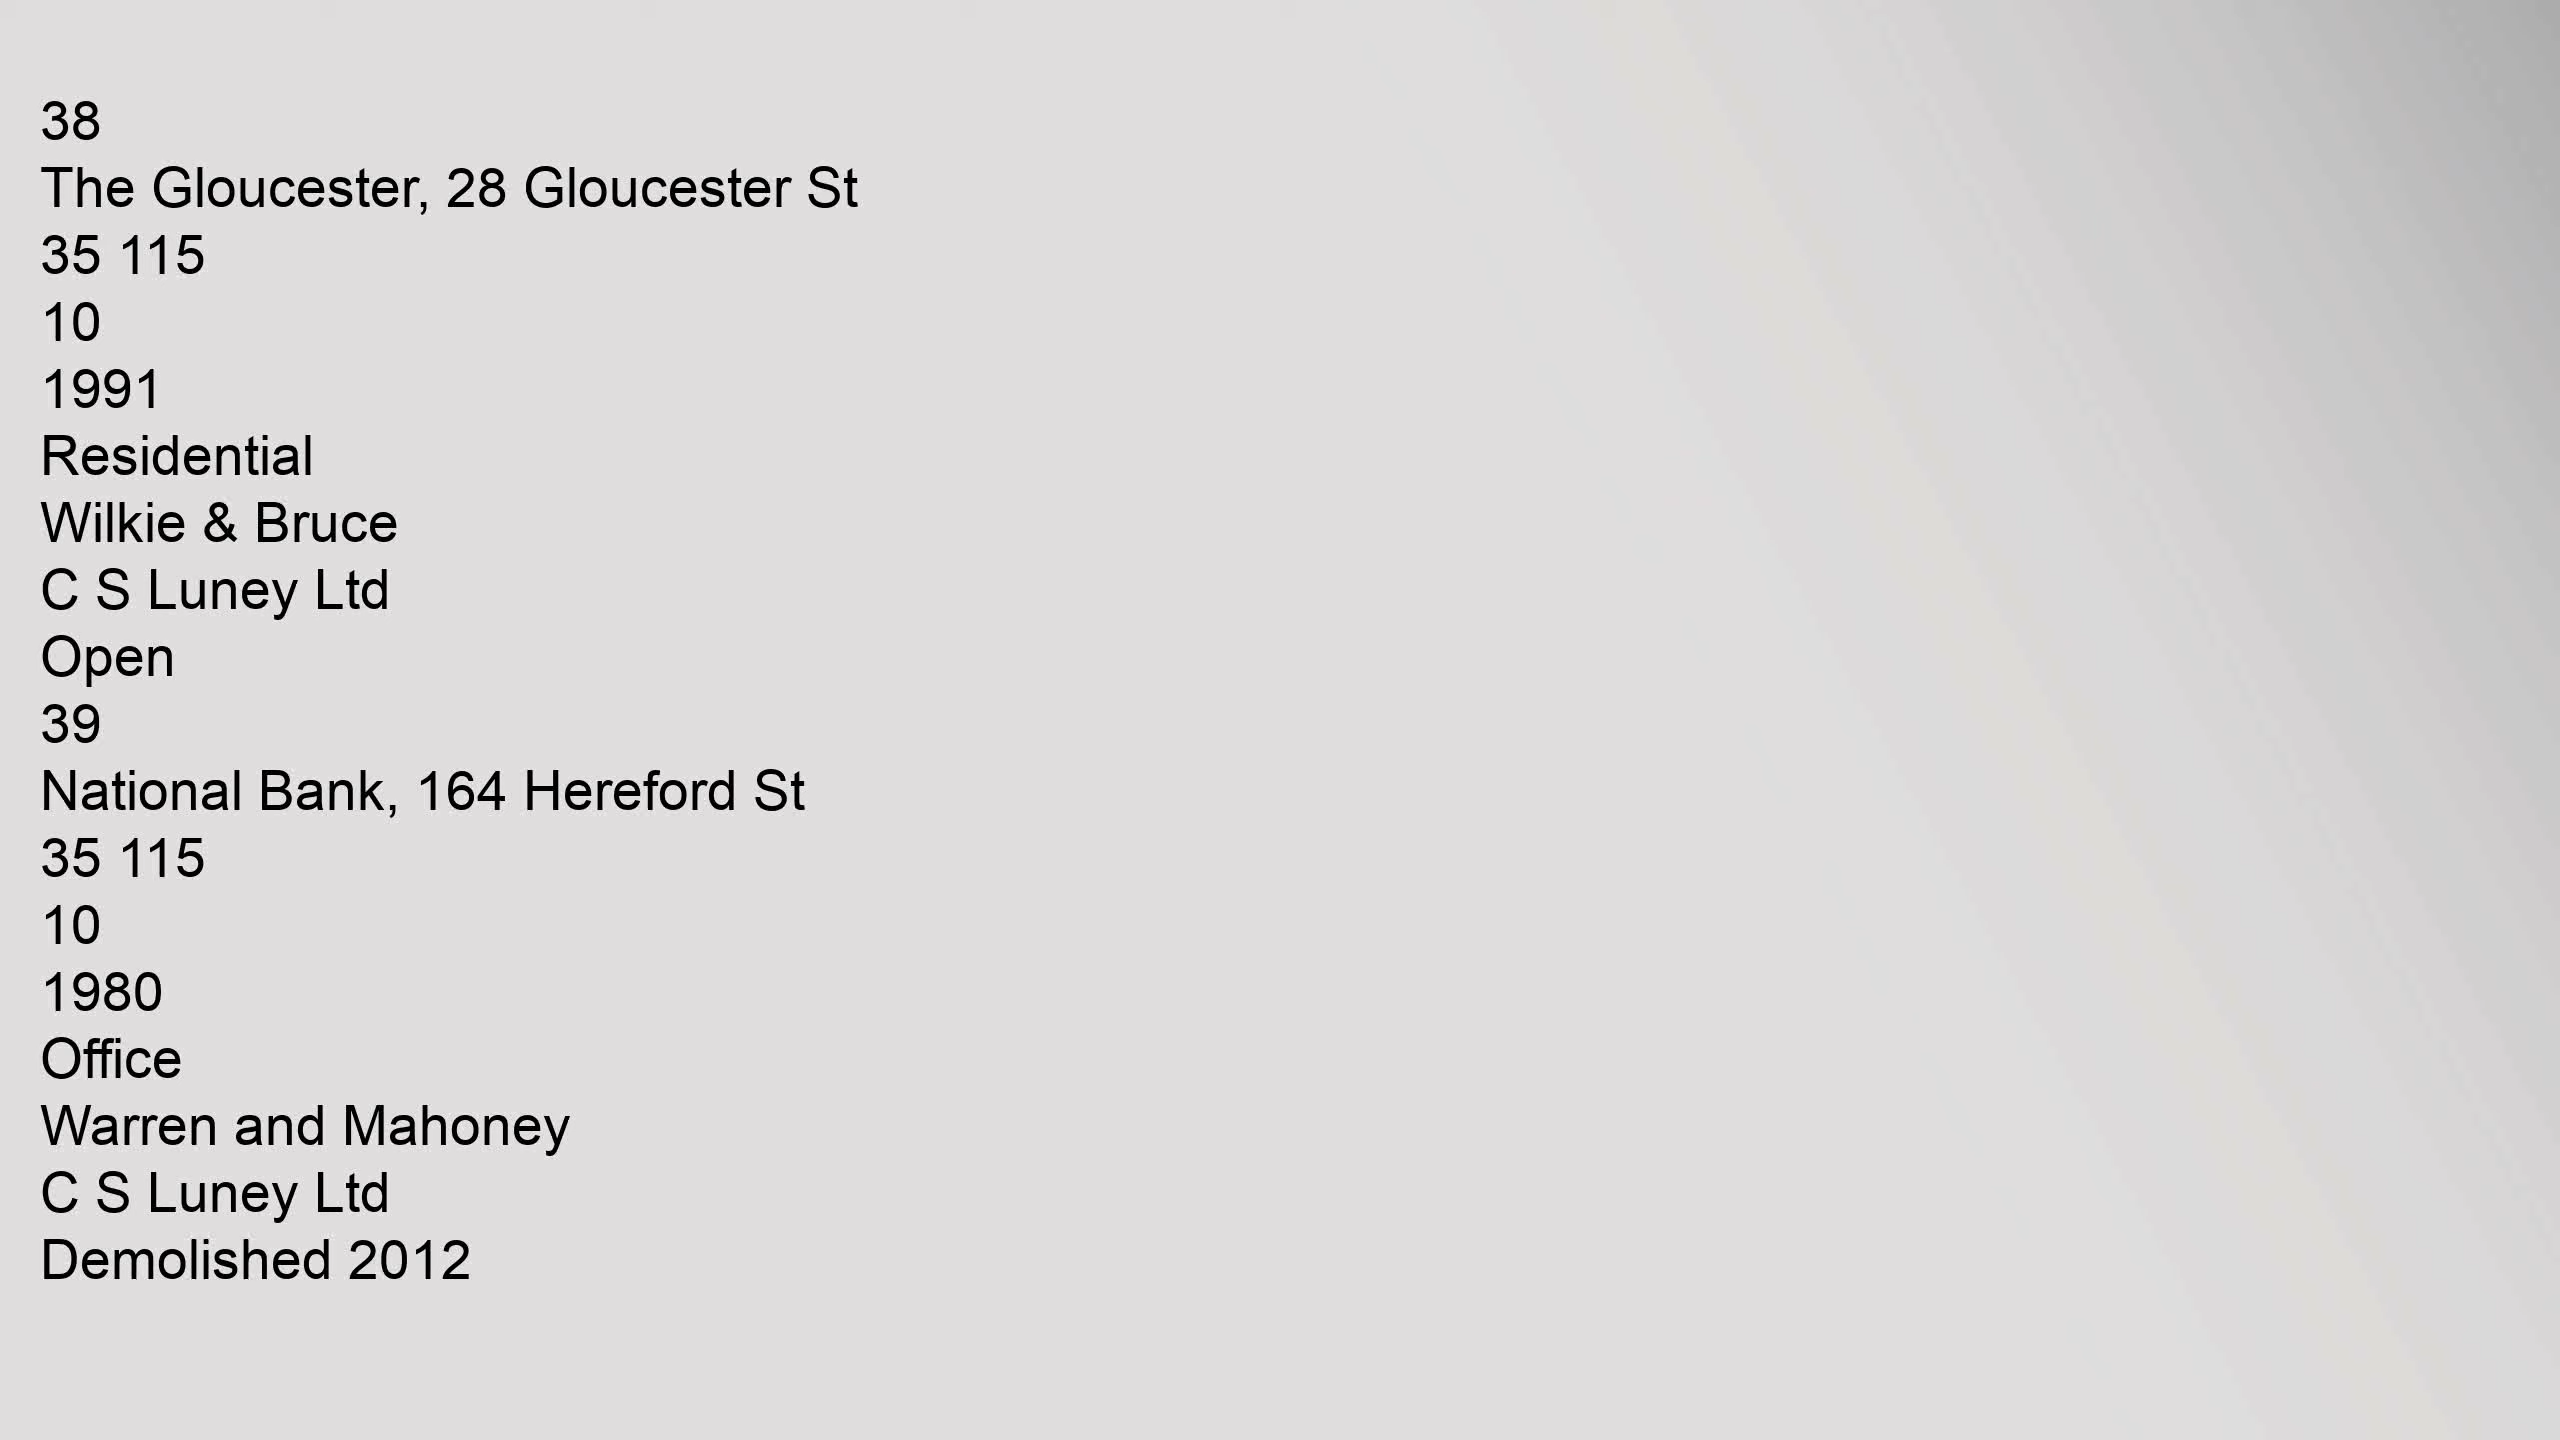 38
The Gloucester, 28 Gloucester St
35 115
10
1991
Residential
Wilkie & Bruce
C S Luney Ltd
Open
39
National Bank, 164 Hereford St
35 115
10
1980
Office
Warren and Mahoney
C S Luney Ltd
Demolished 2012